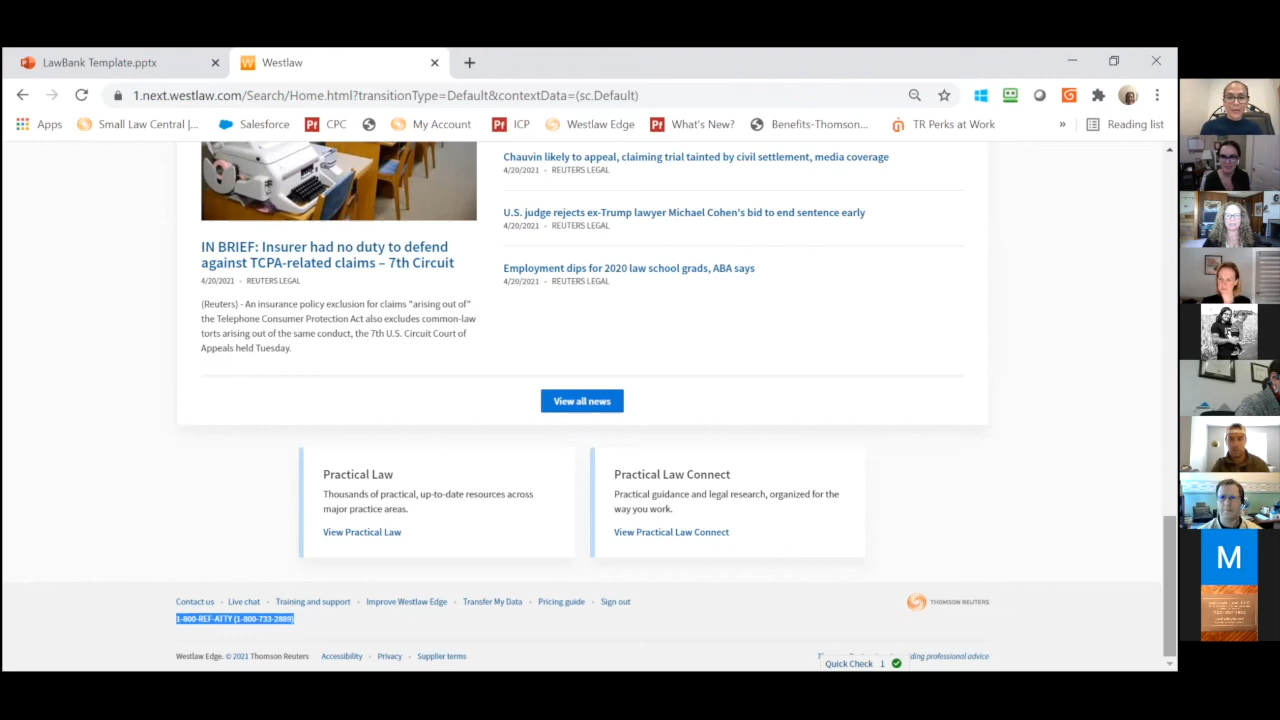 LawBank Template.pptx
Westlaw
1.next.westlaw.com/Search/Home.html?transitionType=Default&contextData=(sc.Default)
Apps
Small Law Central |...
Salesforce
CPC
My Account
ICP
Westlaw Edge
What's New?
Benefits-Thomson...
TR Perks at Work
»
Reading list
Chauvin likely to appeal, claiming trial tainted by civil settlement, media coverage
4/20/2021 • REUTERS LEGAL
U.S. judge rejects ex-Trump lawyer Michael Cohen's bid to end sentence early
4/20/2021 • REUTERS LEGAL
Employment dips for 2020 law school grads, ABA says
4/20/2021 • REUTERS LEGAL
IN BRIEF: Insurer had no duty to defend
against TCPA-related claims – 7th Circuit
4/20/2021 • REUTERS LEGAL
(Reuters) - An insurance policy exclusion for claims "arising out of"
the Telephone Consumer Protection Act also excludes common-law
torts arising out of the same conduct, the 7th U.S. Circuit Court of
Appeals held Tuesday.
View all news
Practical Law
Thousands of practical, up-to-date resources across
major practice areas.
View Practical Law
Practical Law Connect
Practical guidance and legal research, organized for the
way you work.
View Practical Law Connect
Contact us • Live chat • Training and support • Improve Westlaw Edge • Transfer My Data • Pricing guide • Sign out
1-800-REF-ATTY (1-800-733-2889)
THOMSON REUTERS
Westlaw Edge. © 2021 Thomson Reuters Accessibility • Privacy • Supplier terms
ding professional advice
Quick Check 1
M